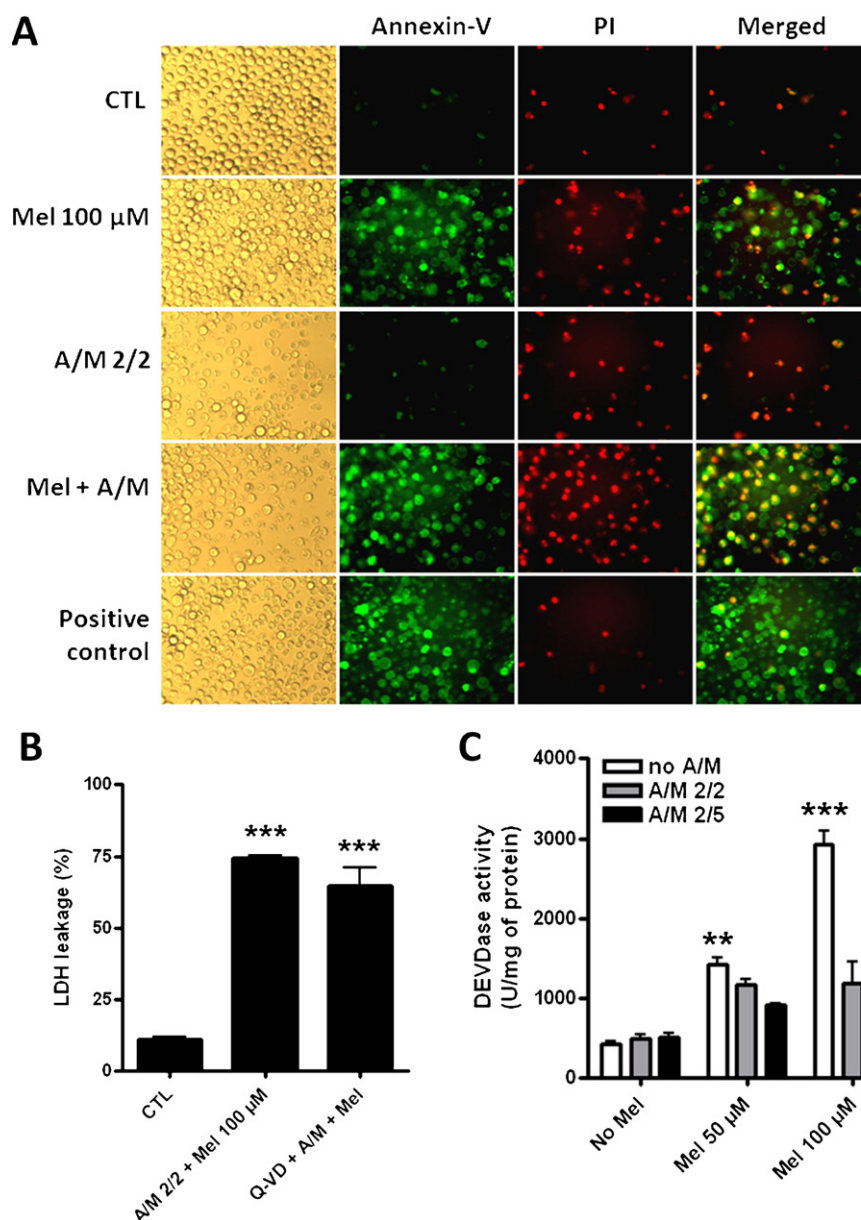 A
Annexin-V PI Merged
CTL
Mel 100 μM
A/M 2/2
Mel + A/M
Positive
control
B
LDH leakage (%)
100
75
50
25
0
***
***
CTL
A/M 2/2 + Mel 100 μM
Q-VD + A/M + Mel
C
DEVDase activity
(U/mg of protein)
4000
3000
2000
1000
0
no A/M
A/M 2/2
A/M 2/5
**
***
No Mel
Mel 50 μM
Mel 100 μM